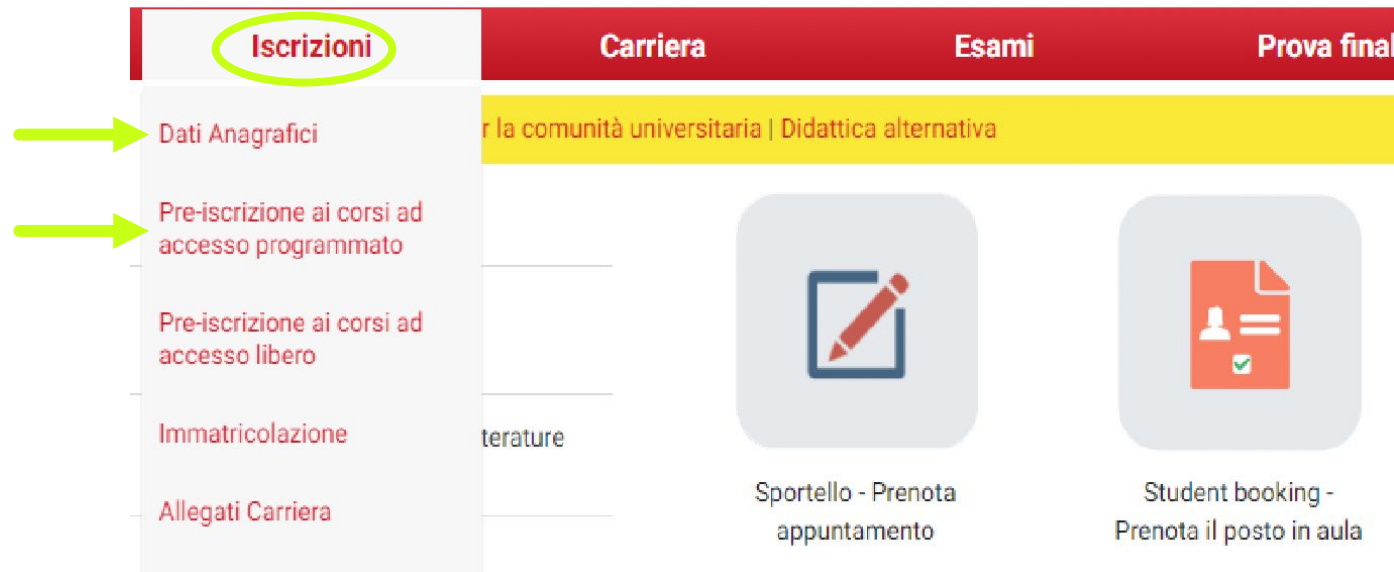 Iscrizioni
Carriera
Esami
Prova final
Dati Anagrafici
r la comunità universitaria | Didattica alternativa
Pre-iscrizione ai corsi ad
accesso programmato
Pre-iscrizione ai corsi ad
accesso libero
Immatricolazione
terature
Allegati Carriera
Sportello - Prenota
appuntamento
Student booking -
Prenota il posto in aula